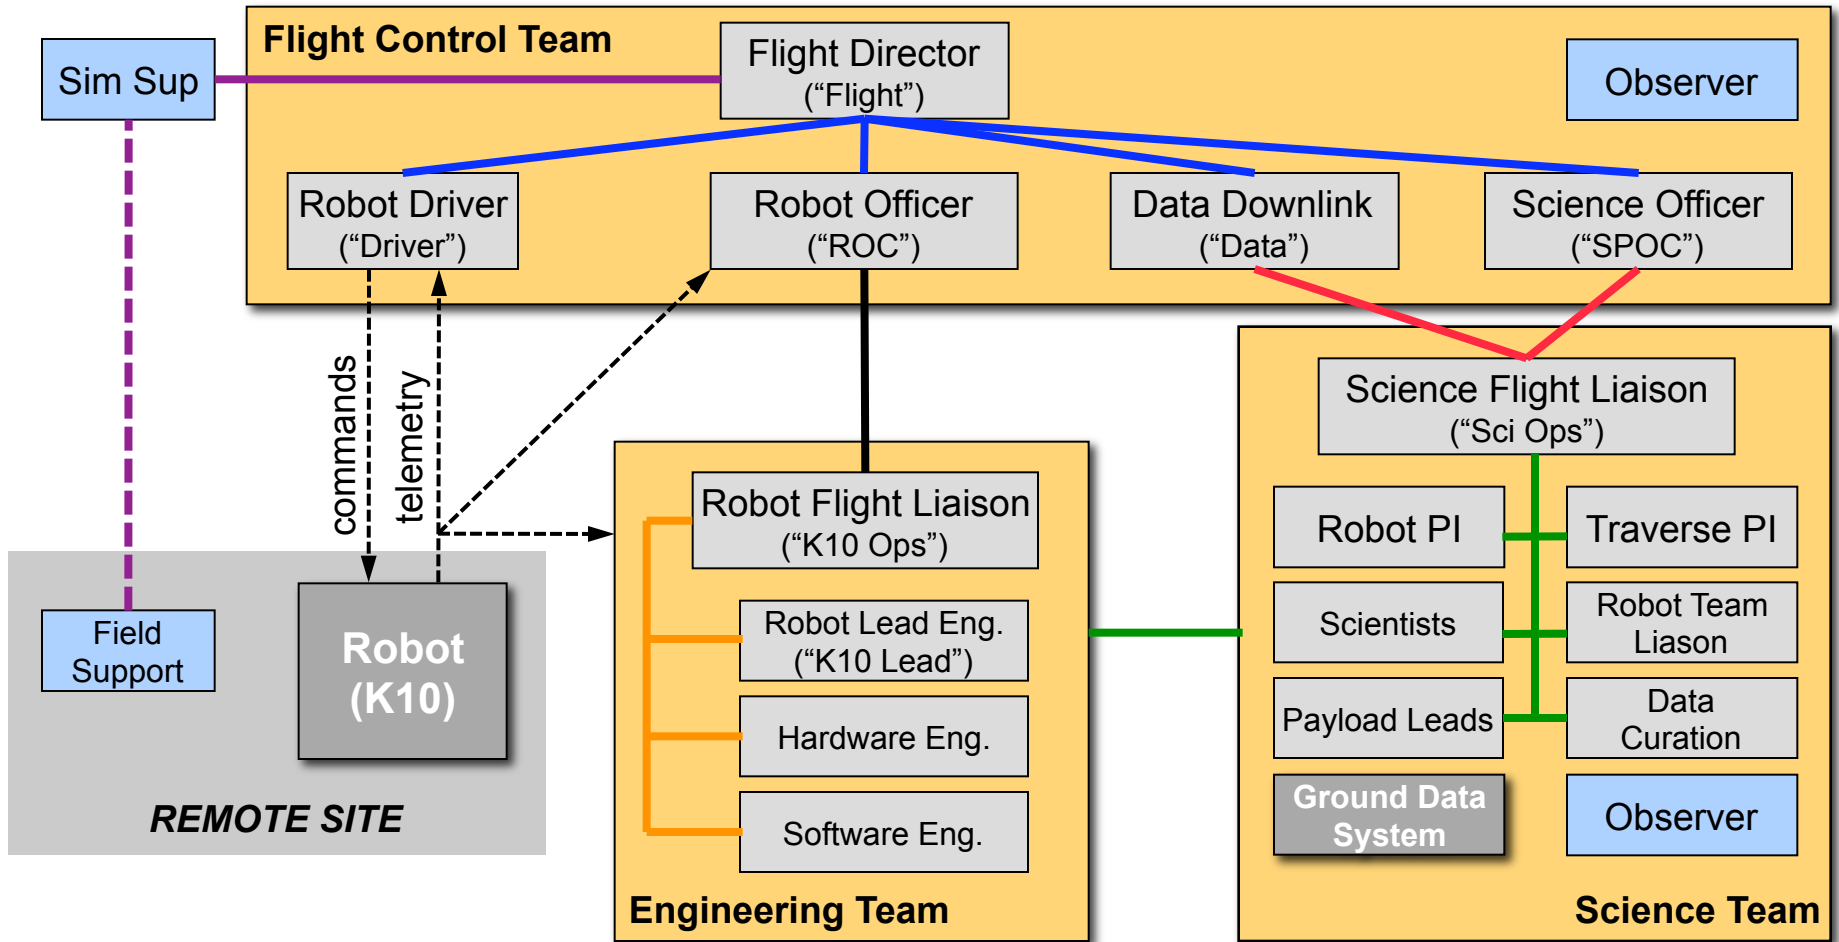 Flight Control Team
Sim Sup
Flight Director
(“Flight”)
Observer
Robot Driver
(“Driver”)
Robot Officer
(“ROC”)
Data Downlink
(“Data”)
Science Officer
(“SPOC”)
commands
telemetry
Field
Support
Robot
(K10)
REMOTE SITE
Robot Flight Liaison
(“K10 Ops”)
Robot Lead Eng.
(“K10 Lead”)
Hardware Eng.
Software Eng.
Engineering Team
Science Flight Liaison
(“Sci Ops”)
Robot PI
Traverse PI
Scientists
Robot Team
Liason
Payload Leads
Data
Curation
Ground Data
System
Observer
Science Team